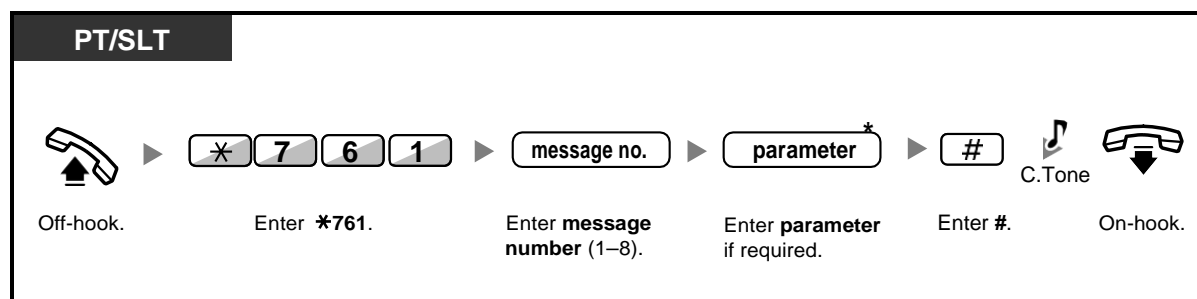 PT/SLT
* 7 6 1
message no.
parameter *
#
C.Tone
Off-hook.
Enter *761.
Enter message
number (1–8).
Enter parameter
if required.
Enter #.
On-hook.